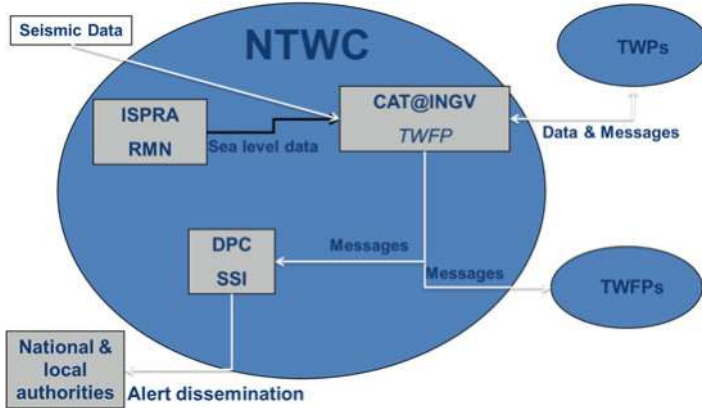 Seismic Data
NTWC
TWPs
CAT@INGV
TWFP
ISPRA
RMN
Sea level data
Data & Messages
DPC
SSI
Messages
Messages
TWFPs
National &
local
authorities
Alert dissemination